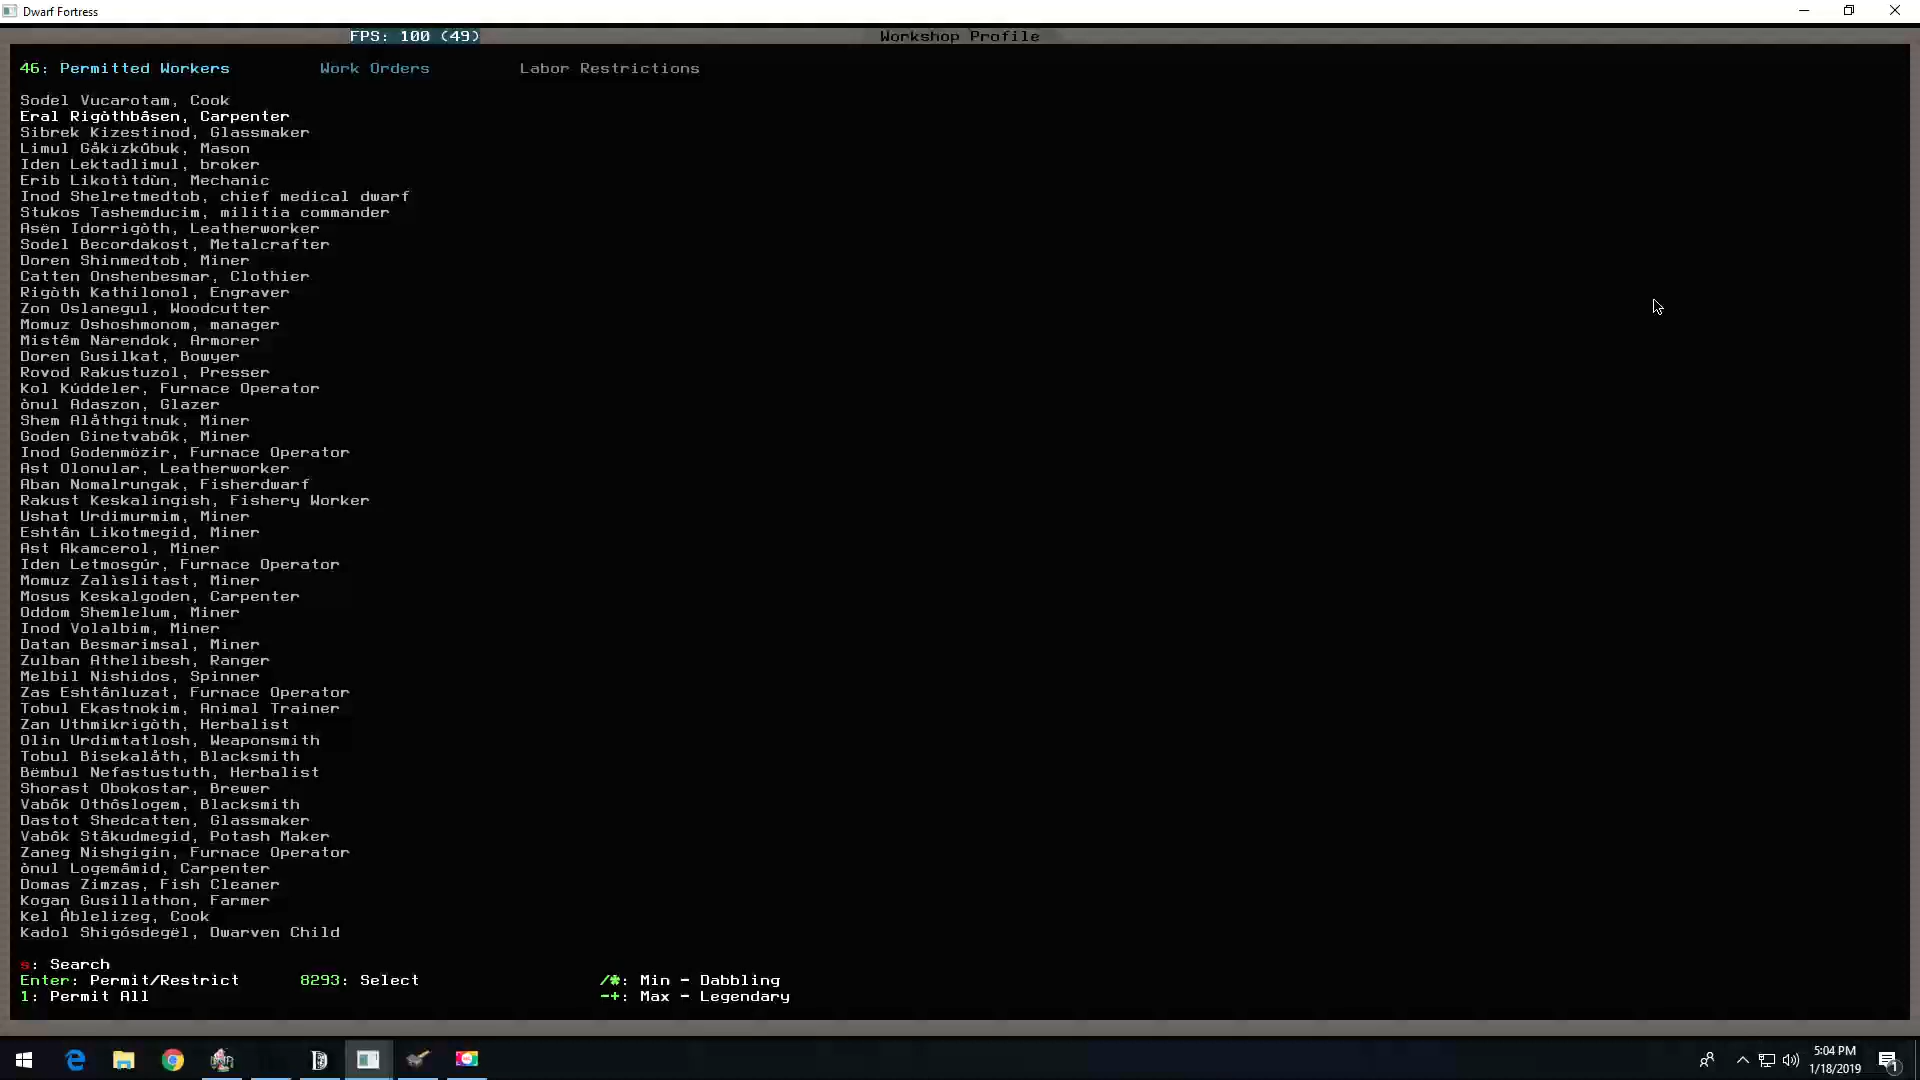 Dwarf Fortress
FPS: 100 (49)
Workshop Profile
46: Permitted Workers Work Orders Labor Restrictions
Sodel Vucarotam, Cook
Eral Rigòthbâsen, Carpenter
Sibrek Kizestinod, Glassmaker
Limul Gåkïzkûbuk, Mason
Iden Lektadlimul, broker
Erib Likotìtdùn, Mechanic
Inod Shelretmedtob, chief medical dwarf
Stukos Tashemducim, militia commander
Asën Idorrigòth, Leatherworker
Sodel Becordakost, Metalcrafter
Doren Shinmedtob, Miner
Catten Onshenbesmar, Clothier
Rigòth Kathilonol, Engraver
Zon Oslanegul, Woodcutter
Momuz Oshoshmonom, manager
Mistêm Närendok, Armorer
Doren Gusilkat, Bowyer
Rovod Rakustuzol, Presser
Kol Kúddeler, Furnace Operator
ònul Adaszon, Glazer
Shem Alåthgitnuk, Miner
Goden Ginetvabôk, Miner
Inod Godenmözir, Furnace Operator
Ast Olonular, Leatherworker
Aban Nomalrungak, Fisherdwarf
Rakust Keskalingish, Fishery Worker
Ushat Urdimurmim, Miner
Eshtân Likotmegid, Miner
Ast Akamcerol, Miner
Iden Letmosgúr, Furnace Operator
Momuz Zalìslitast, Miner
Mosus Keskalgoden, Carpenter
Oddom Shemlelum, Miner
Inod Volalbim, Miner
Datan Besmarimsal, Miner
Zulban Athelibesh, Ranger
Melbil Nishidos, Spinner
Zas Eshtânluzat, Furnace Operator
Tobul Ekastnokim, Animal Trainer
Zan Uthmikrigòth, Herbalist
Olin Urdimtatlosh, Weaponsmith
Tobul Bisekalåth, Blacksmith
Bëmbul Nefastustuth, Herbalist
Shorast Obokostar, Brewer
Vabôk Othôslogem, Blacksmith
Dastot Shedcatten, Glassmaker
Vabôk Stâkudmegid, Potash Maker
Zaneg Nishgigin, Furnace Operator
ònul Logemâmid, Carpenter
Domas Zimzas, Fish Cleaner
Kogan Gusillathon, Farmer
Kel Åblelizeg, Cook
Kadol Shigósdegël, Dwarven Child
s: Search
Enter: Permit/Restrict 8293: Select /*: Min - Dabbling
1: Permit All -+: Max - Legendary
5:04 PM
1/18/2019
1